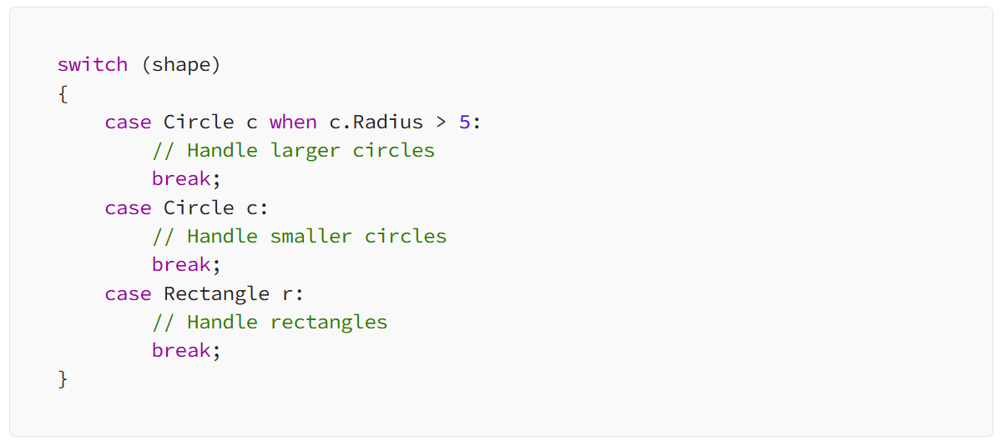 switch (shape)
{
    case Circle c when c.Radius > 5:
        // Handle larger circles
        break;
    case Circle c:
        // Handle smaller circles
        break;
    case Rectangle r:
        // Handle rectangles
        break;
}